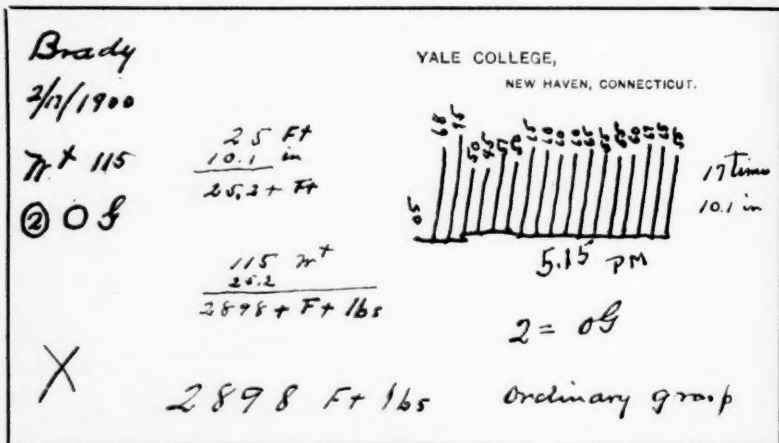 Brady
2/17/1900
Wt 115
② O G
25 Ft
10.1 in
25.2 + Ft
115 Wt
25.2
2898 + Ft lbs
X
2898 Ft lbs
YALE COLLEGE,
NEW HAVEN, CONNECTICUT.
17 times
10.1 in
5.15 PM
2 = OG
Ordinary grasp